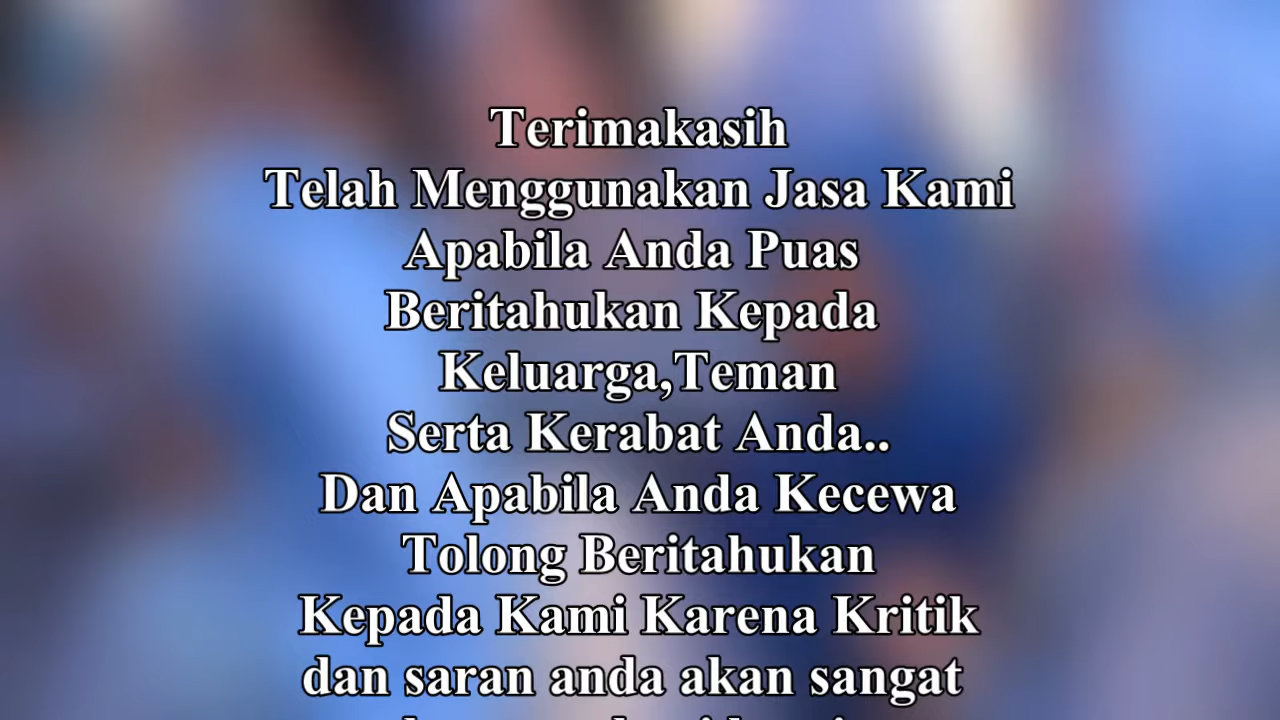 Terimakasih
Telah Menggunakan Jasa Kami
Apabila Anda Puas
Beritahukan Kepada
Keluarga,Teman
Serta Kerabat Anda..
Dan Apabila Anda Kecewa
Tolong Beritahukan
Kepada Kami Karena Kritik
dan saran anda akan sangat